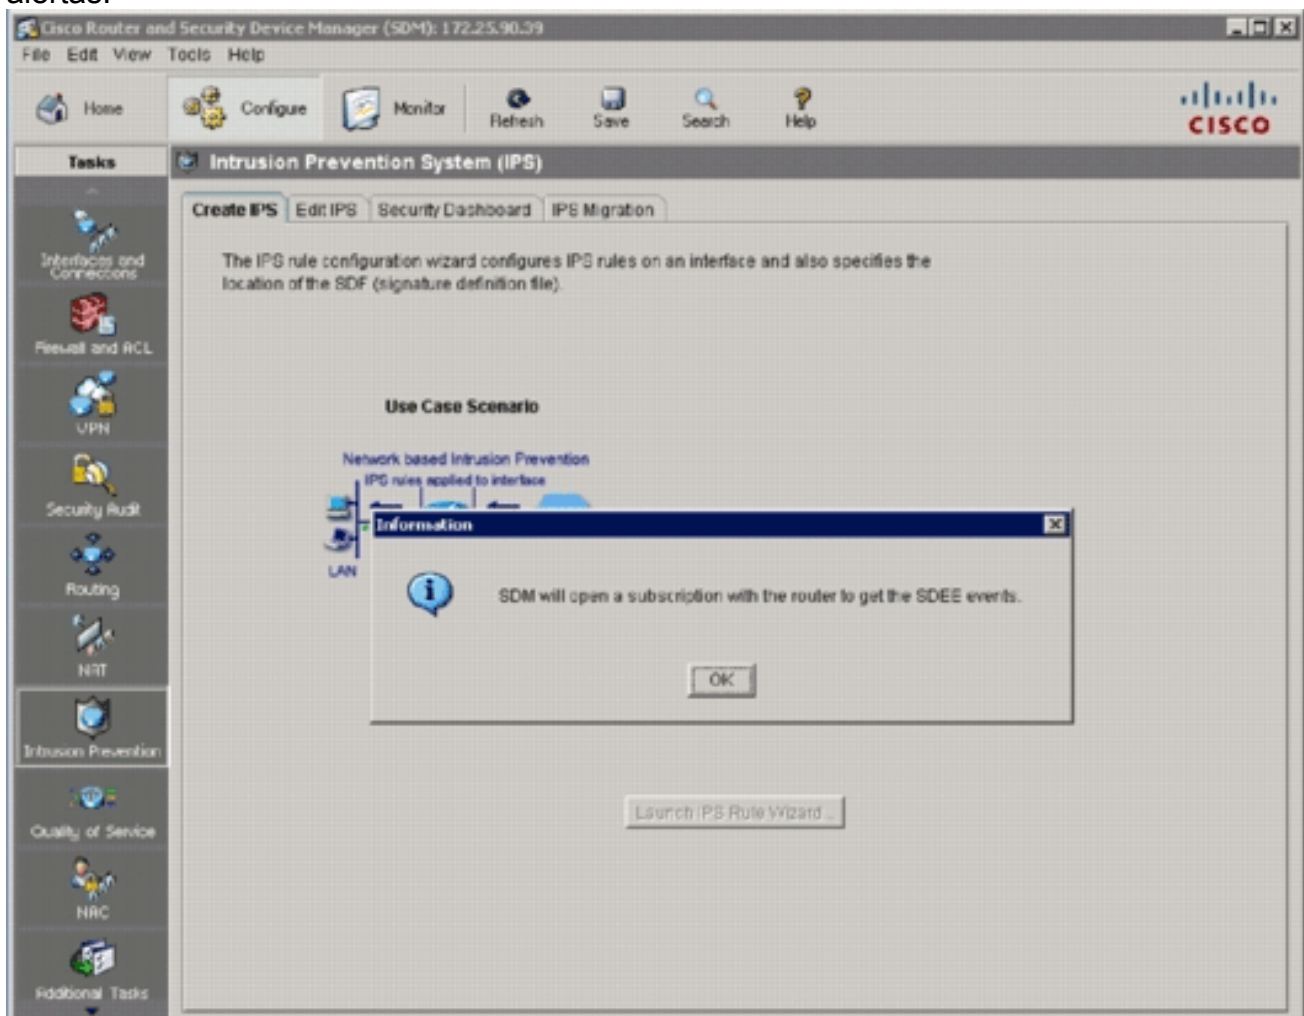 alertas.
Cisco Router and Security Device Manager (SDM): 172.25.90.39
File Edit View Tools Help
Home Configure Monitor Refresh Save Search Help
CISCO
Tasks
Intrusion Prevention System (IPS)
Create IPS Edit IPS Security Dashboard IPS Migration
Interfaces and
Connections
The IPS rule configuration wizard configures IPS rules on an interface and also specifies the
location of the SDF (signature definition file).
Firewall and ACL
VPN
Security Audit
Routing
NAT
Intrusion Prevention
Quality of Service
NAC
Additional Tasks
Use Case Scenario
Network based Intrusion Prevention
IPS rules applied to interface
LAN
Information
SDM will open a subscription with the router to get the SDEE events.
OK
Launch IPS Rule Wizard...